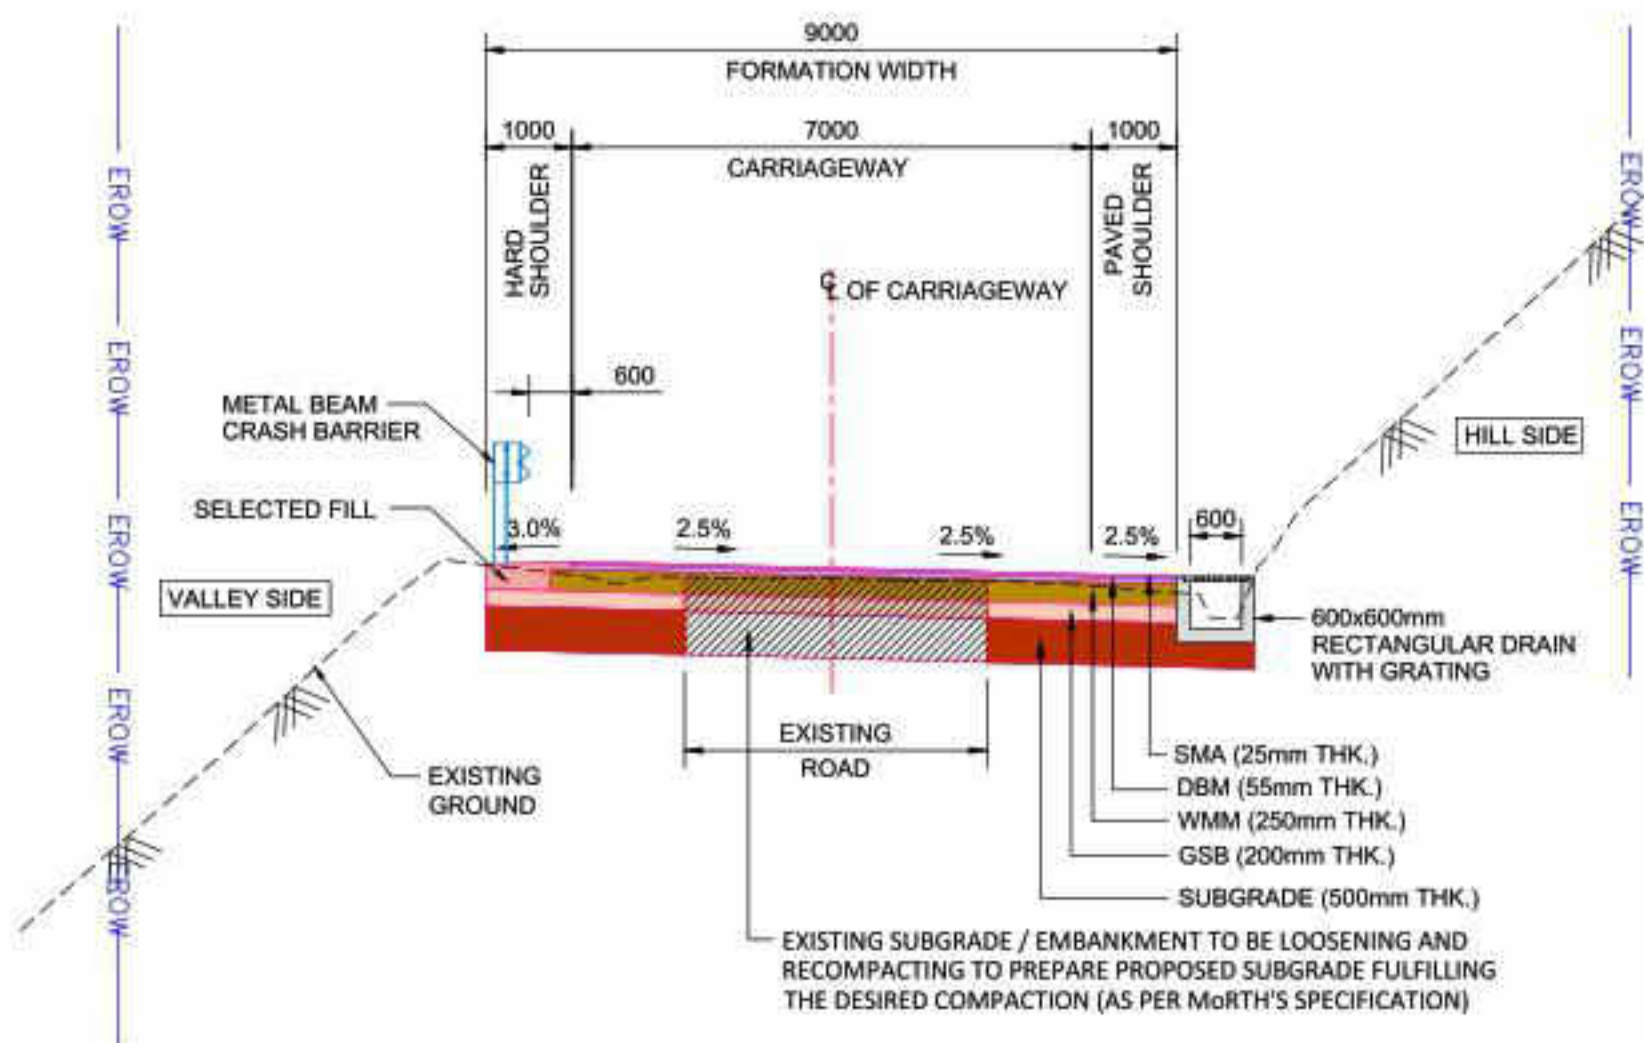 9000
FORMATION WIDTH
1000
7000
1000
CARRIAGEWAY
HARD
SHOULDER
PAVED
SHOULDER
℄ OF CARRIAGEWAY
600
METAL BEAM
CRASH BARRIER
HILL SIDE
SELECTED FILL
3.0%
2.5%
2.5%
2.5%
600
VALLEY SIDE
600x600mm
RECTANGULAR DRAIN
WITH GRATING
EXISTING
ROAD
EXISTING
GROUND
SMA (25mm THK.)
DBM (55mm THK.)
WMM (250mm THK.)
GSB (200mm THK.)
SUBGRADE (500mm THK.)
EXISTING SUBGRADE / EMBANKMENT TO BE LOOSENING AND
RECOMPACTING TO PREPARE PROPOSED SUBGRADE FULFILLING
THE DESIRED COMPACTION (AS PER MoRTH'S SPECIFICATION)
EROW
EROW
EROW
EROW
EROW
EROW
EROW
EROW